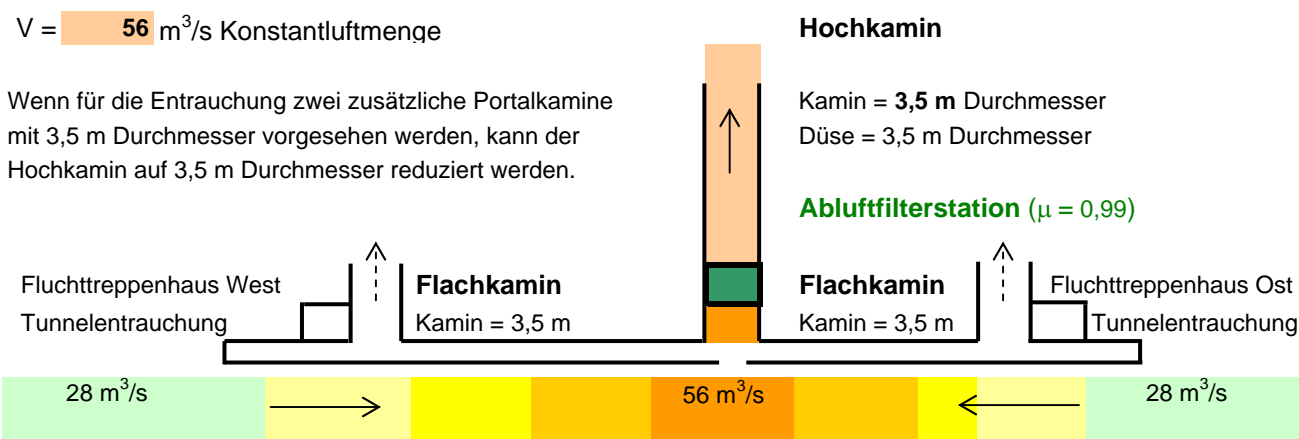 V = 56 m³/s Konstantluftmenge
Wenn für die Entrauchung zwei zusätzliche Portalkamine
mit 3,5 m Durchmesser vorgesehen werden, kann der
Hochkamin auf 3,5 m Durchmesser reduziert werden.
Hochkamin
Kamin = 3,5 m Durchmesser
Düse = 3,5 m Durchmesser
Abluftfilterstation (μ = 0,99)
Fluchttreppenhaus West
Tunnelentrauchung
Flachkamin
Kamin = 3,5 m
Flachkamin
Kamin = 3,5 m
Fluchttreppenhaus Ost
Tunnelentrauchung
28 m³/s
56 m³/s
28 m³/s